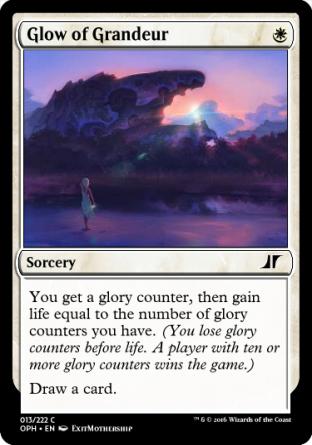 Glow of Grandeur
Sorcery
You get a glory counter, then gain
life equal to the number of glory
counters you have. (You lose glory
counters before life. A player with ten or
more glory counters wins the game.)
Draw a card.
013/222 C
OPH • EN ExitMothership
™ & © 2016 Wizards of the Coast